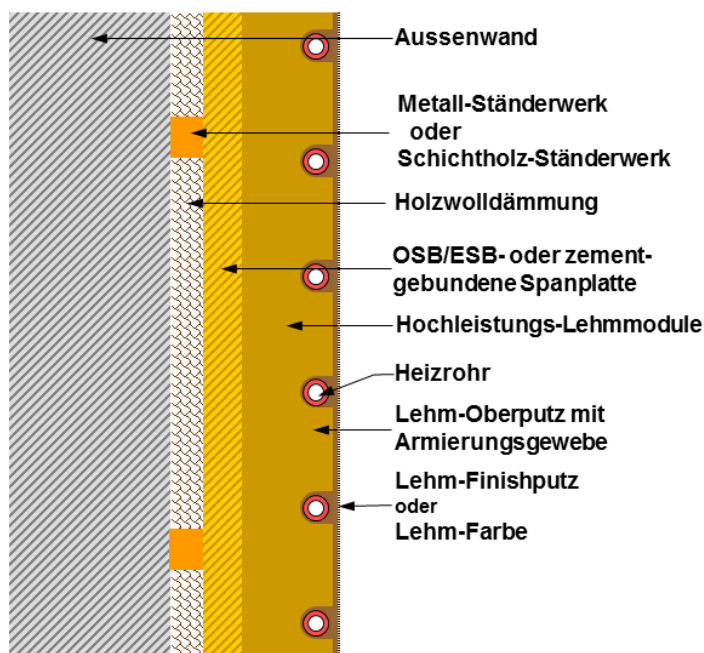 Aussenwand
Metall-Ständerwerk
oder
Schichtholz-Ständerwerk
Holzwolldämmung
OSB/ESB- oder zement-
gebundene Spanplatte
Hochleistungs-Lehmmodule
Heizrohr
Lehm-Oberputz mit
Armierungsgewebe
Lehm-Finishputz
oder
Lehm-Farbe